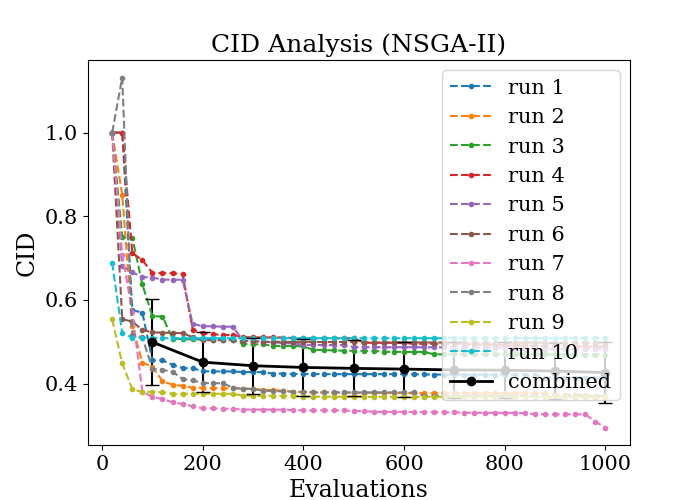 CID Analysis (NSGA-II)
CID
1.0
0.8
0.6
0.4
0
200
400
600
800
1000
Evaluations
run 1
run 2
run 3
run 4
run 5
run 6
run 7
run 8
run 9
run 10
combined